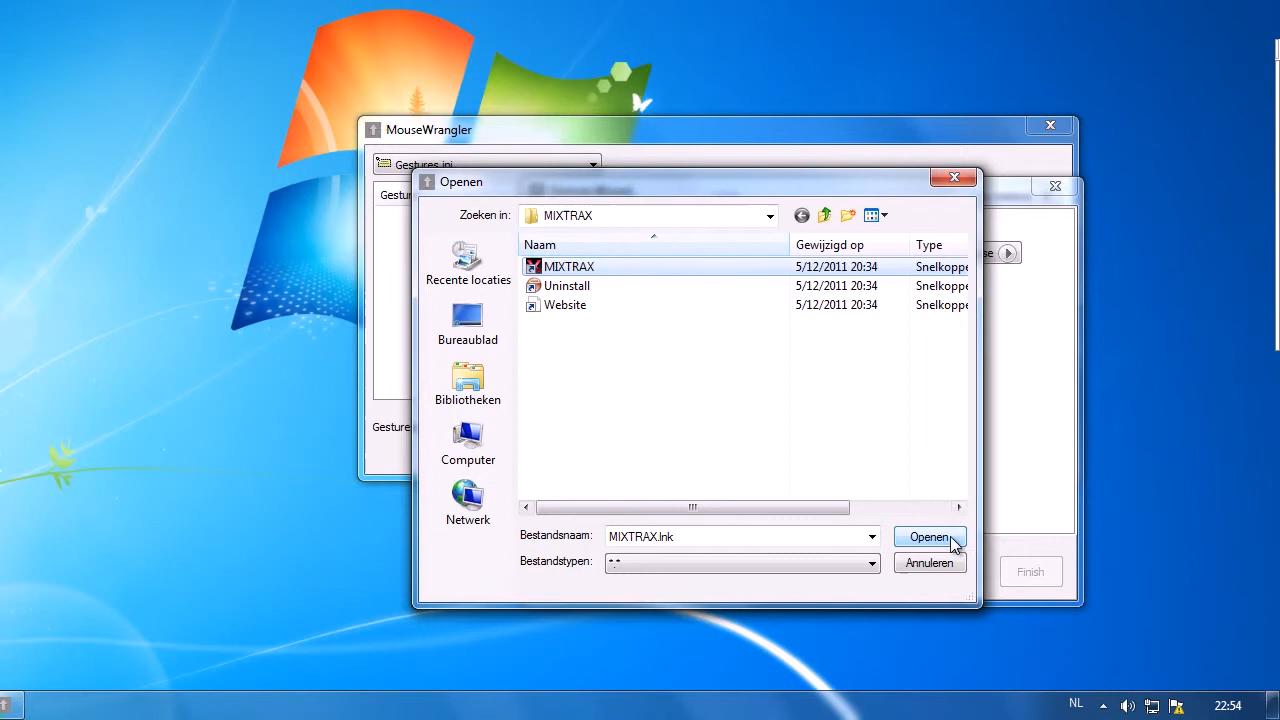 MouseWrangler
Gestures.ini
Openen
Gestur
Zoeken in:
MIXTRAX
Naam
Gewijzigd op
Type
MIXTRAX
5/12/2011 20:34
Snelkoppe
Uninstall
5/12/2011 20:34
Snelkoppe
Website
5/12/2011 20:34
Snelkoppe
se
Recente locaties
Bureaublad
Bibliotheken
Computer
Netwerk
Gesture
Bestandsnaam:
MIXTRAX.lnk
Openen
Bestandstypen:
*.*
Annuleren
Finish
NL
22:54